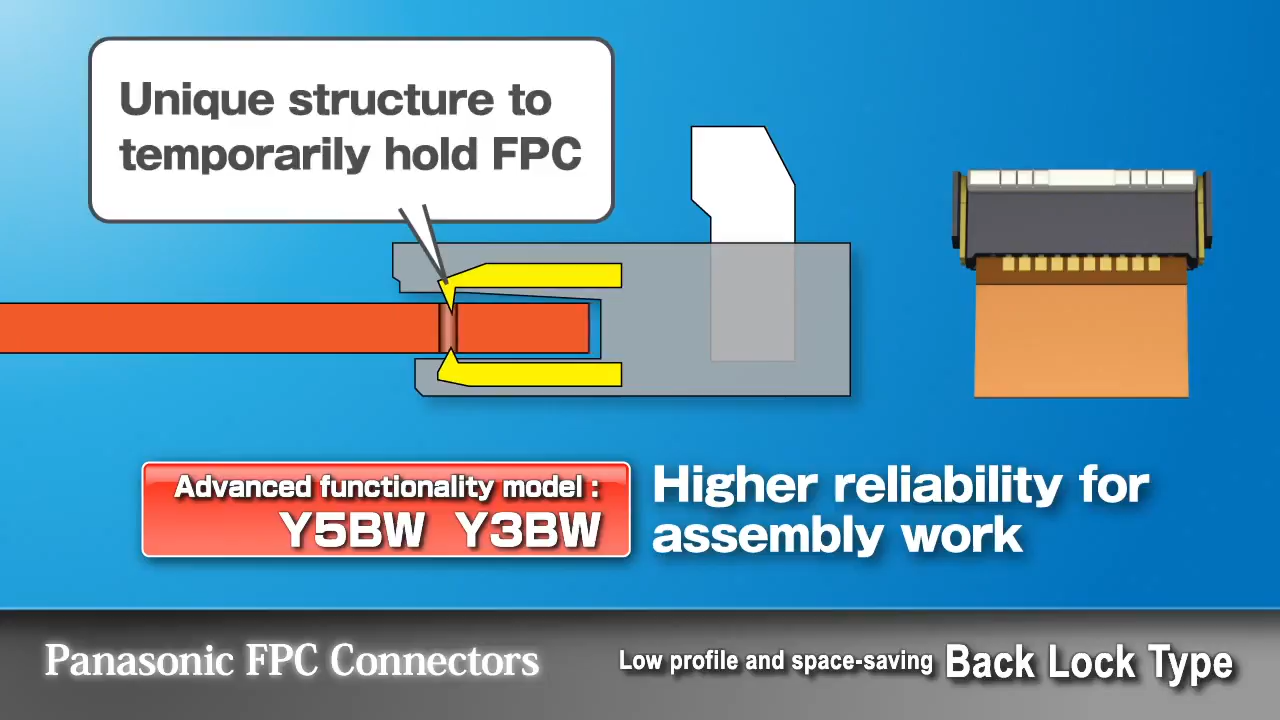 Unique structure to
temporarily hold FPC
Advanced functionality model :
Y5BW Y3BW
Higher reliability for
assembly work
Panasonic FPC Connectors
Low profile and space-saving Back Lock Type